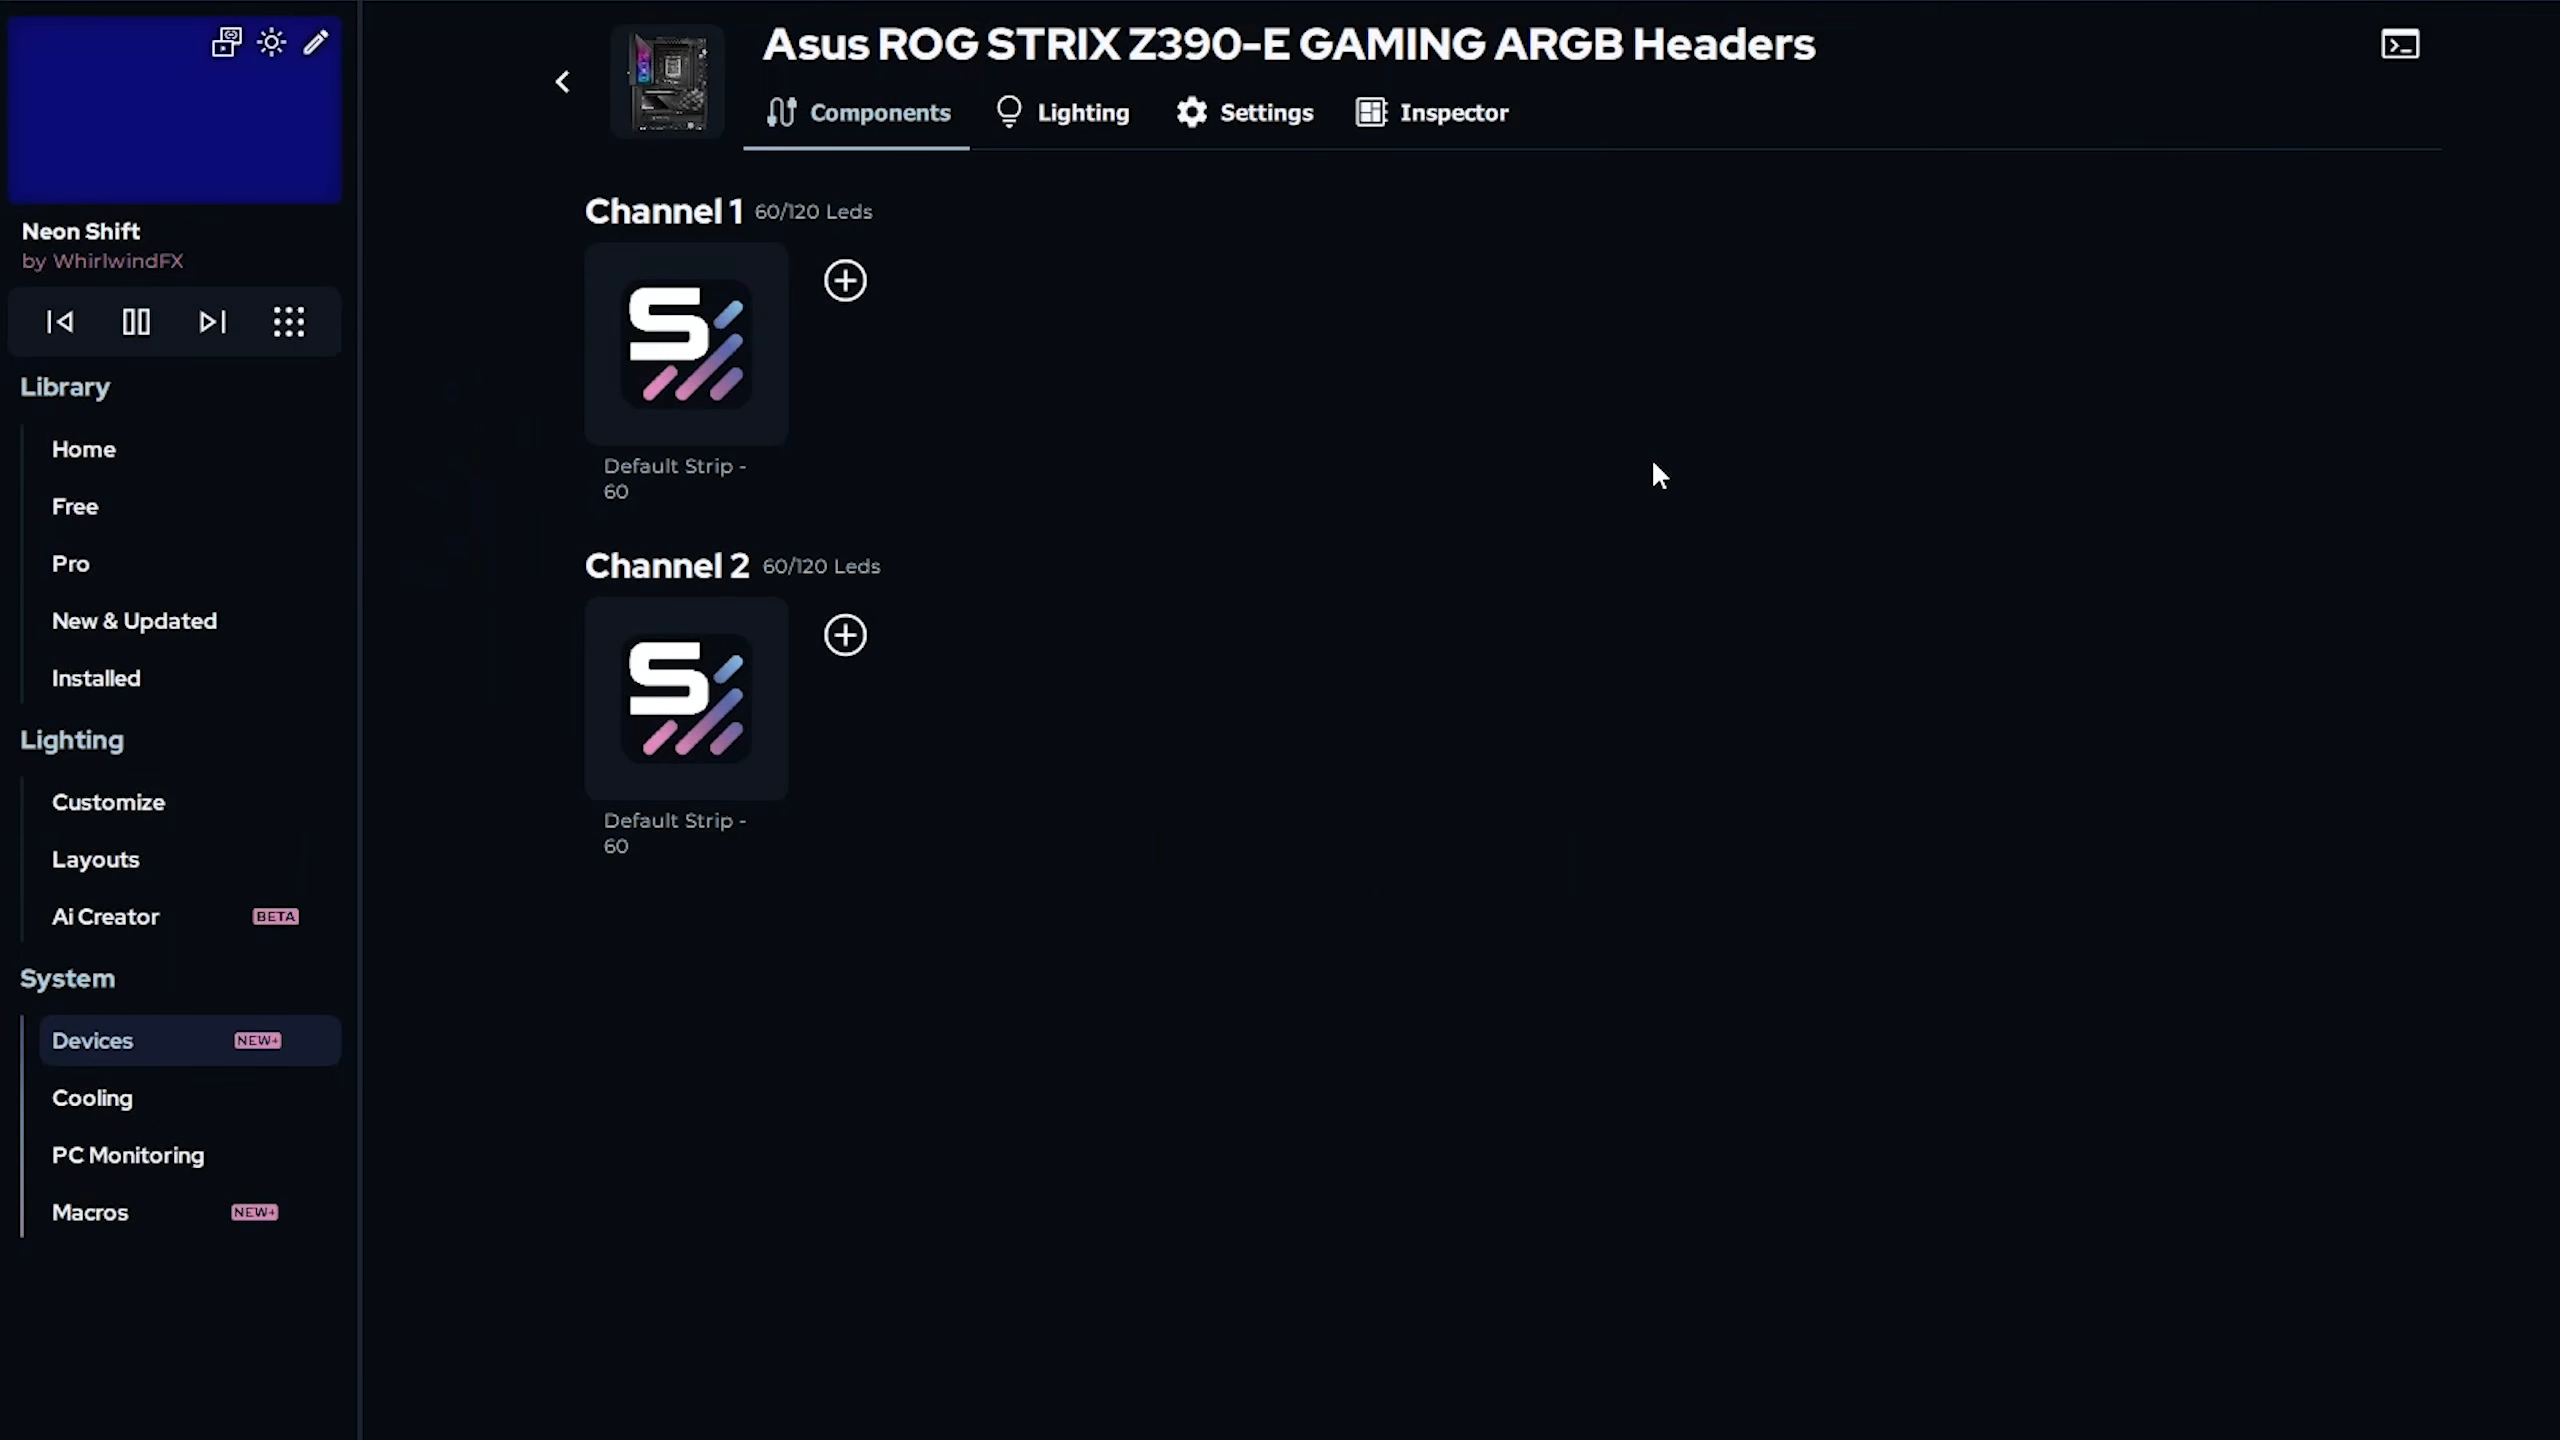 Asus ROG STRIX Z390-E GAMING ARGB Headers
Components
Lighting
Settings
Inspector
Neon Shift
by WhirlwindFX
Library
Home
Free
Pro
New & Updated
Installed
Lighting
Customize
Layouts
Ai Creator BETA
System
Devices NEW+
Cooling
PC Monitoring
Macros NEW+
Channel 1 60/120 Leds
S
Default Strip -
60
Channel 2 60/120 Leds
S
Default Strip -
60